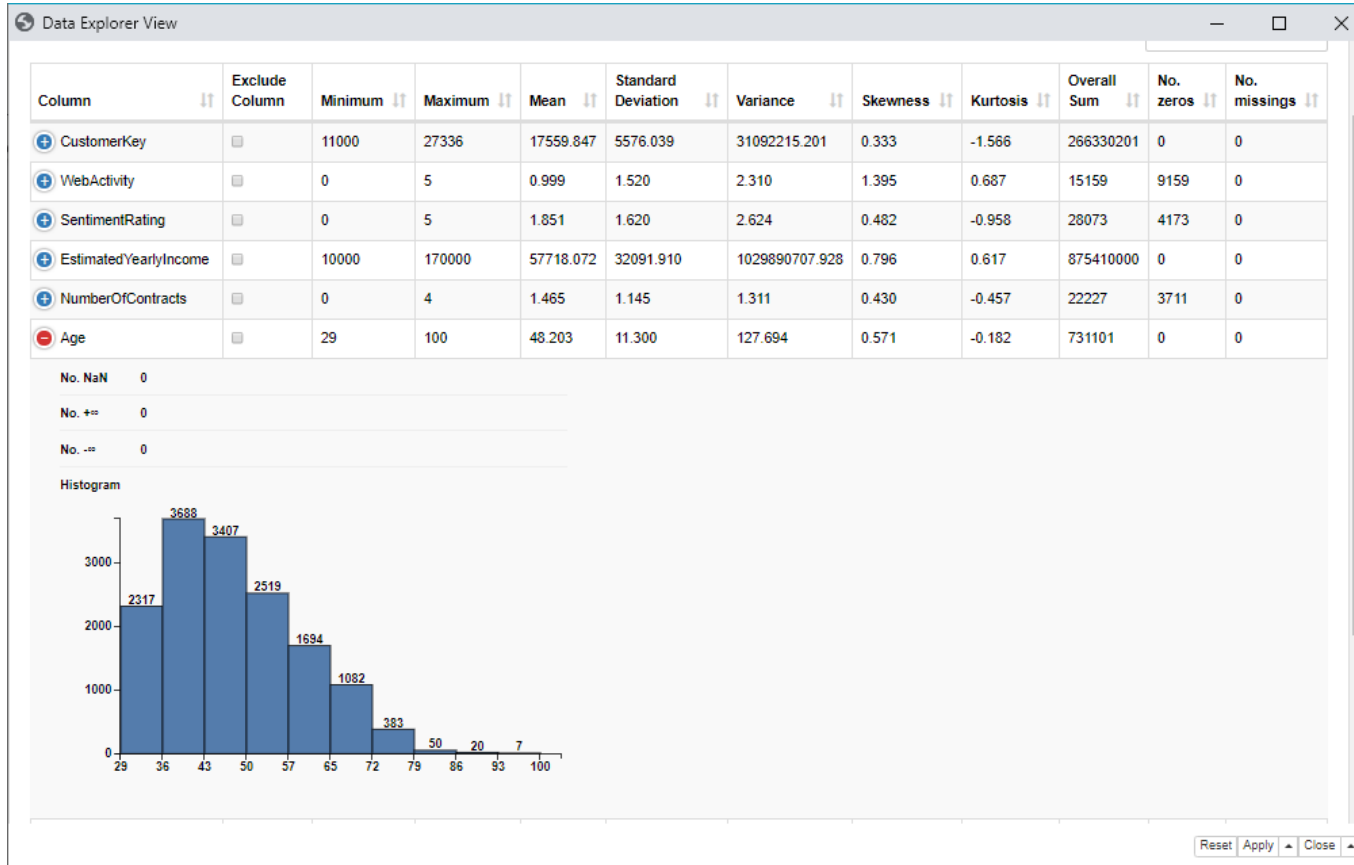 Data Explorer View
Column Exclude Column Minimum Maximum Mean Standard Deviation Variance Skewness Kurtosis Overall Sum No. zeros No. missings
CustomerKey 11000 27336 17559.847 5576.039 31092215.201 0.333 -1.566 266330201 0 0
WebActivity 0 5 0.999 1.520 2.310 1.395 0.687 15159 9159 0
SentimentRating 0 5 1.851 1.620 2.624 0.482 -0.958 28073 4173 0
EstimatedYearlyIncome 10000 170000 57718.072 32091.910 1029890707.928 0.796 0.617 875410000 0 0
NumberOfContracts 0 4 1.465 1.145 1.311 0.430 -0.457 22227 3711 0
Age 29 100 48.203 11.300 127.694 0.571 -0.182 731101 0 0
No. NaN 0
No. +∞ 0
No. -∞ 0
Histogram
3688
3407
3000
2519
2317
2000
1694
1082
1000
383
50 20 7
0
29 36 43 50 57 65 72 79 86 93 100
Reset Apply Close